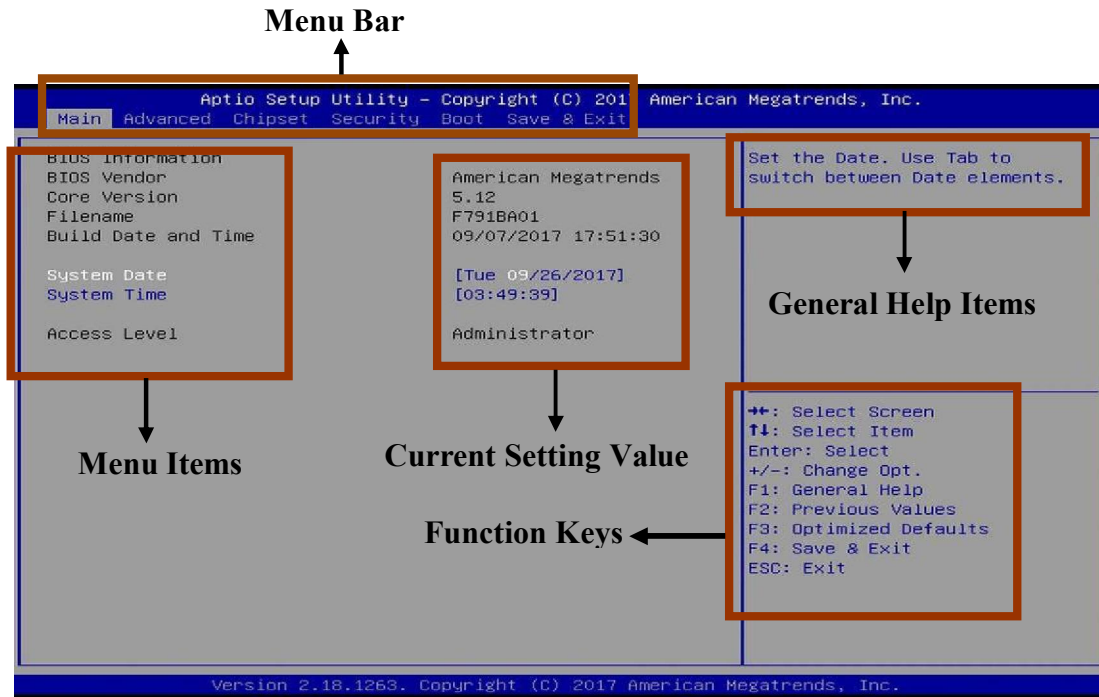 Menu Bar
Aptio Setup Utility – Copyright (C) 201 American Megatrends, Inc.
Main Advanced Chipset Security Boot Save & Exit
BIOS Information
BIOS Vendor American Megatrends
Core Version 5.12
Filename F791BA01
Build Date and Time 09/07/2017 17:51:30
System Date [Tue 09/26/2017]
System Time [03:49:39]
Access Level Administrator
Set the Date. Use Tab to
switch between Date elements.
General Help Items
Menu Items
Current Setting Value
Function Keys
→←: Select Screen
↑↓: Select Item
Enter: Select
+/-: Change Opt.
F1: General Help
F2: Previous Values
F3: Optimized Defaults
F4: Save & Exit
ESC: Exit
Version 2.18.1263. Copyright (C) 2017 American Megatrends, Inc.